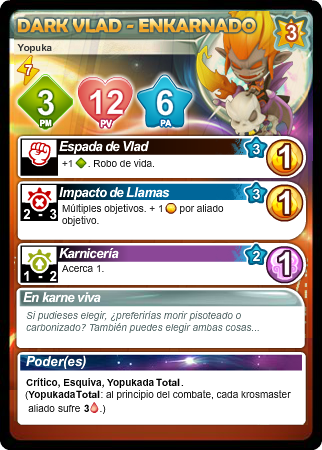 DARK VLAD - ENKARNADO
3
Yopuka
7
3
PM
12
PV
6
PA
Espada de Vlad
3
1
+1 . Robo de vida.
Impacto de Llamas
3
1
2 - 3
Múltiples objetivos. + 1 por aliado
objetivo.
Karnicería
2
1
1 - 2
Acerca 1.
En karne viva
Si pudieses elegir, ¿preferirías morir pisoteado o
carbonizado? También puedes elegir ambas cosas...
Poder(es)
Crítico, Esquiva, Yopukada Total.
(Yopukada Total: al principio del combate, cada krosmaster
aliado sufre 3 .)